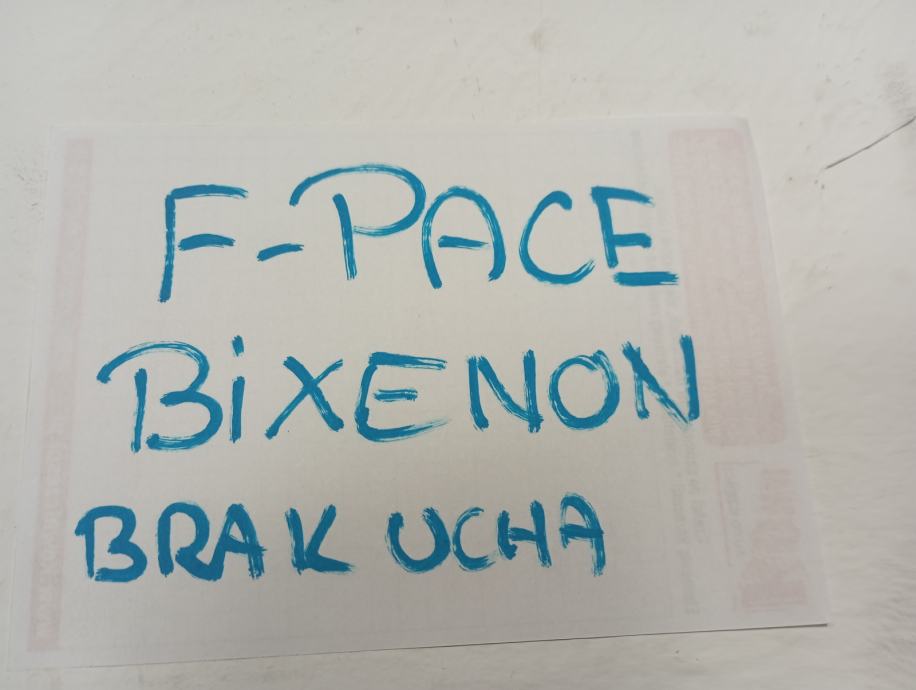 F-PACE
BiXENON
BRAK UCHA